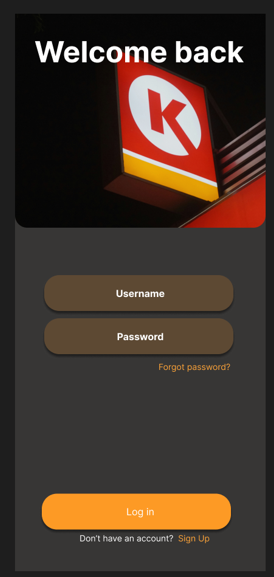 Welcome back
K
Username
Password
Forgot password?
Log in
Don't have an account? Sign Up